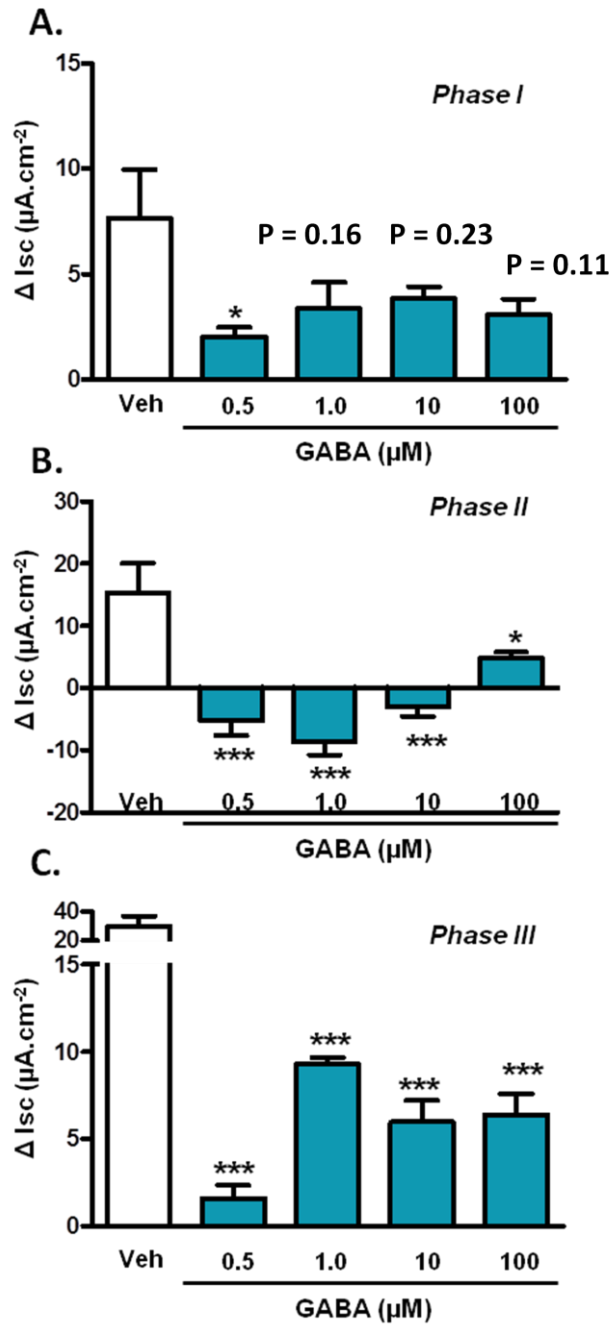 A.
15
Phase I
10
P = 0.16 P = 0.23
P = 0.11
5
*
0
Δ Isc (µA.cm-2)
Veh 0.5 1.0 10 100
GABA (µM)
B.
30
Phase II
20
10
*
0
-10
*** *** ***
-20
Δ Isc (µA.cm-2)
Veh 0.5 1.0 10 100
GABA (µM)
C.
40
Phase III
20
15
10
*** *** *** ***
5
0
Δ Isc (µA.cm-2)
Veh 0.5 1.0 10 100
GABA (µM)